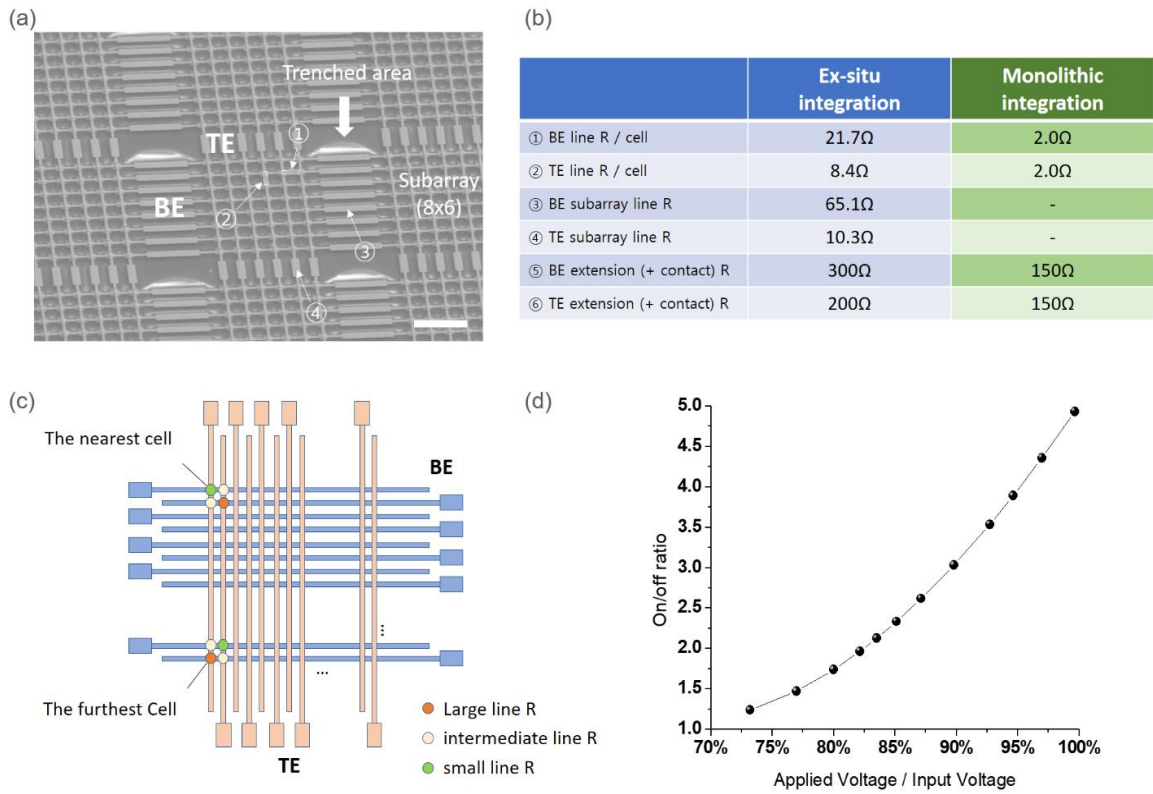 (a)
Trenched area
①
TE
BE
Subarray
(8x6)
②
③
④
(b)
Ex-situ integration
Monolithic integration
① BE line R / cell 21.7Ω 2.0Ω
② TE line R / cell 8.4Ω 2.0Ω
③ BE subarray line R 65.1Ω -
④ TE subarray line R 10.3Ω -
⑤ BE extension (+ contact) R 300Ω 150Ω
⑥ TE extension (+ contact) R 200Ω 150Ω
(c)
The nearest cell
BE
...
...
The furthest Cell
TE
Large line R
intermediate line R
small line R
(d)
On/off ratio
5.0
4.5
4.0
3.5
3.0
2.5
2.0
1.5
1.0
70% 75% 80% 85% 90% 95% 100%
Applied Voltage / Input Voltage